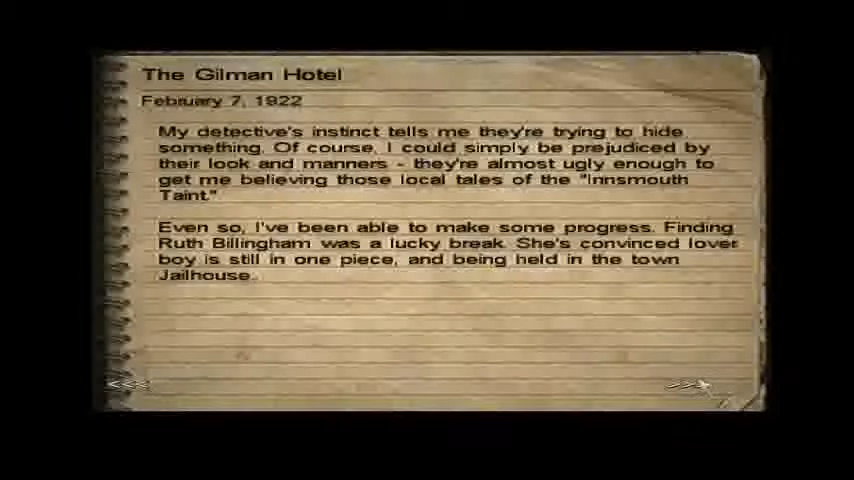 The Gilman Hotel
February 7, 1922
My detective's instinct tells me they're trying to hide
something. Of course, I could simply be prejudiced by
their look and manners - they're almost ugly enough to
get me believing those local tales of the "Innsmouth
Taint."
Even so, I've been able to make some progress. Finding
Ruth Billingham was a lucky break. She's convinced lover
boy is still in one piece, and being held in the town
Jailhouse.
<<<